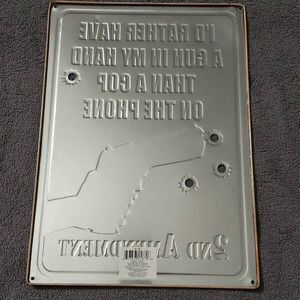 I'D RATHER HAVE
A GUN IN MY HAND
THAN A COP
ON THE PHONE
2ND AMENDMENT